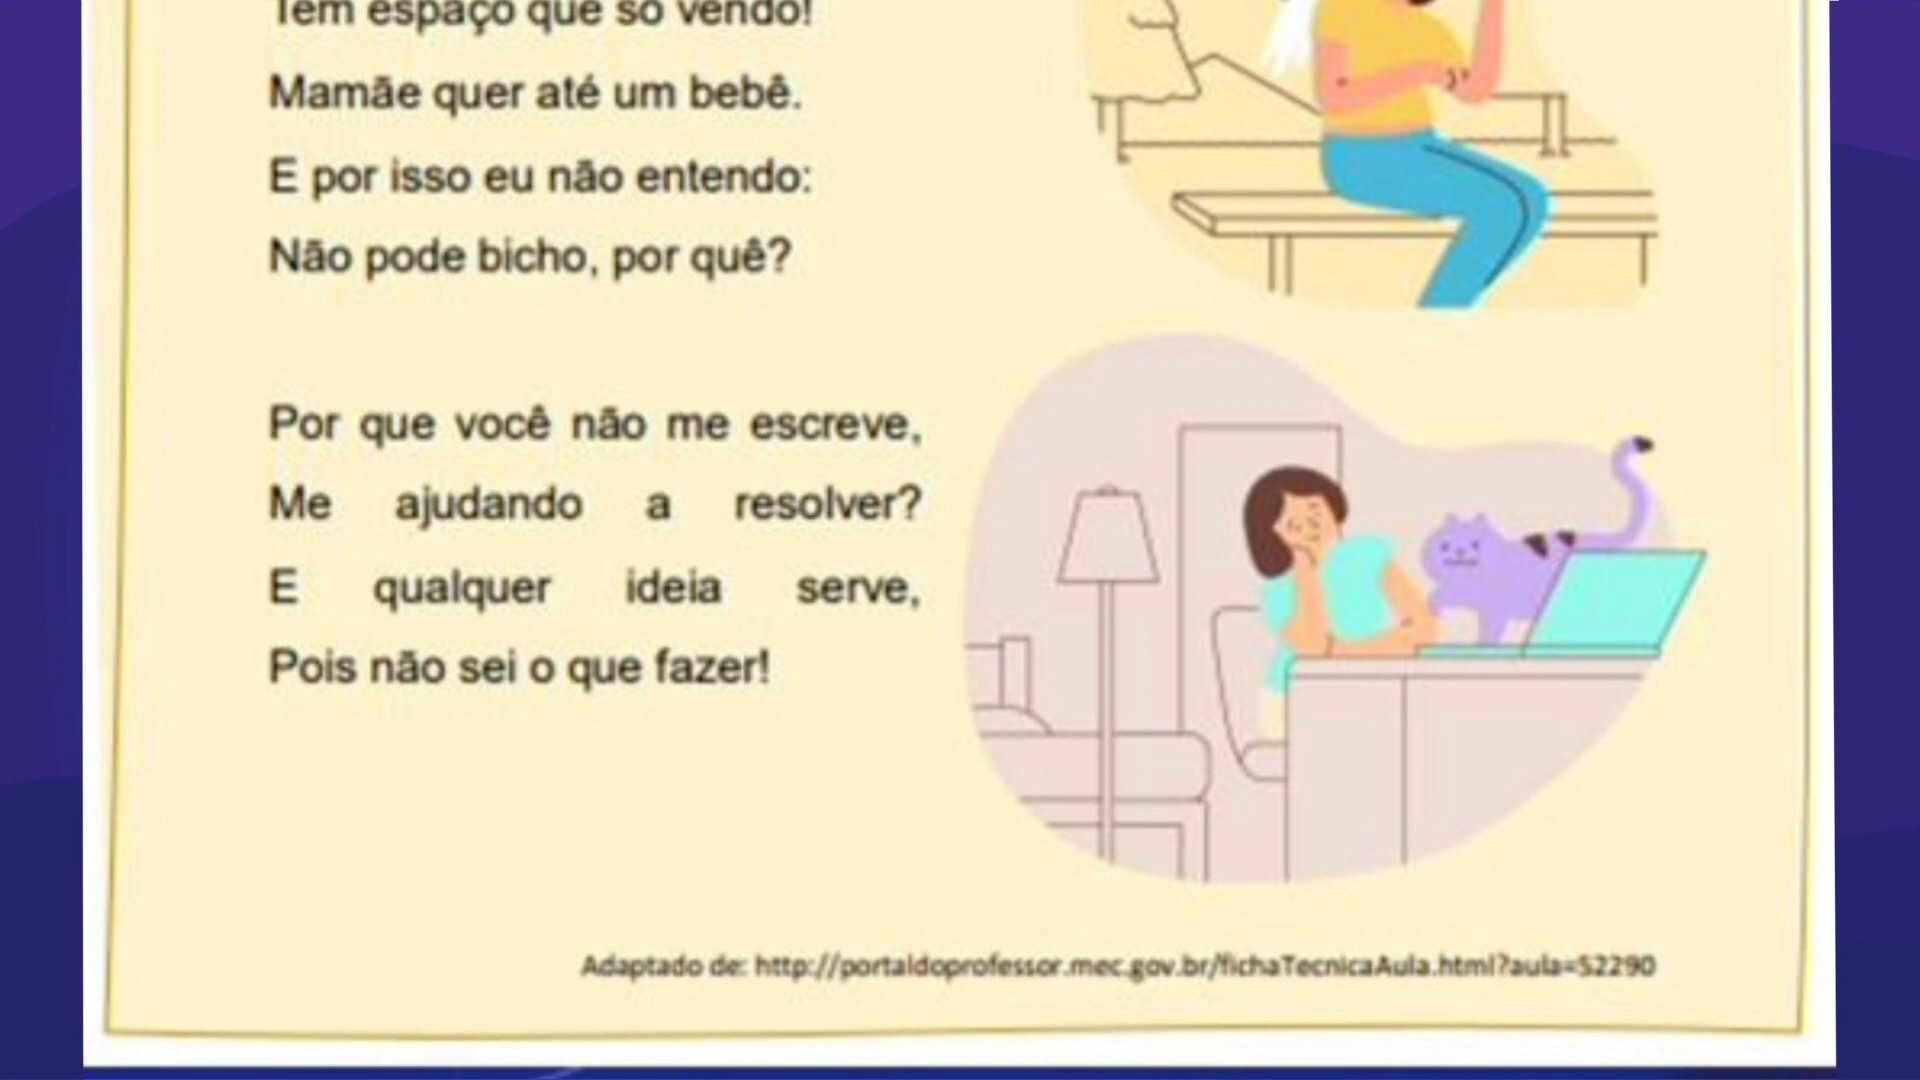 Tem espaço que só vendo!
Mamãe quer até um bebê.
E por isso eu não entendo:
Não pode bicho, por quê?
Por que você não me escreve,
Me ajudando a resolver?
E qualquer ideia serve,
Pois não sei o que fazer!
Adaptado de: http://portaldoprofessor.mec.gov.br/fichaTecnicaAula.html?aula=52290